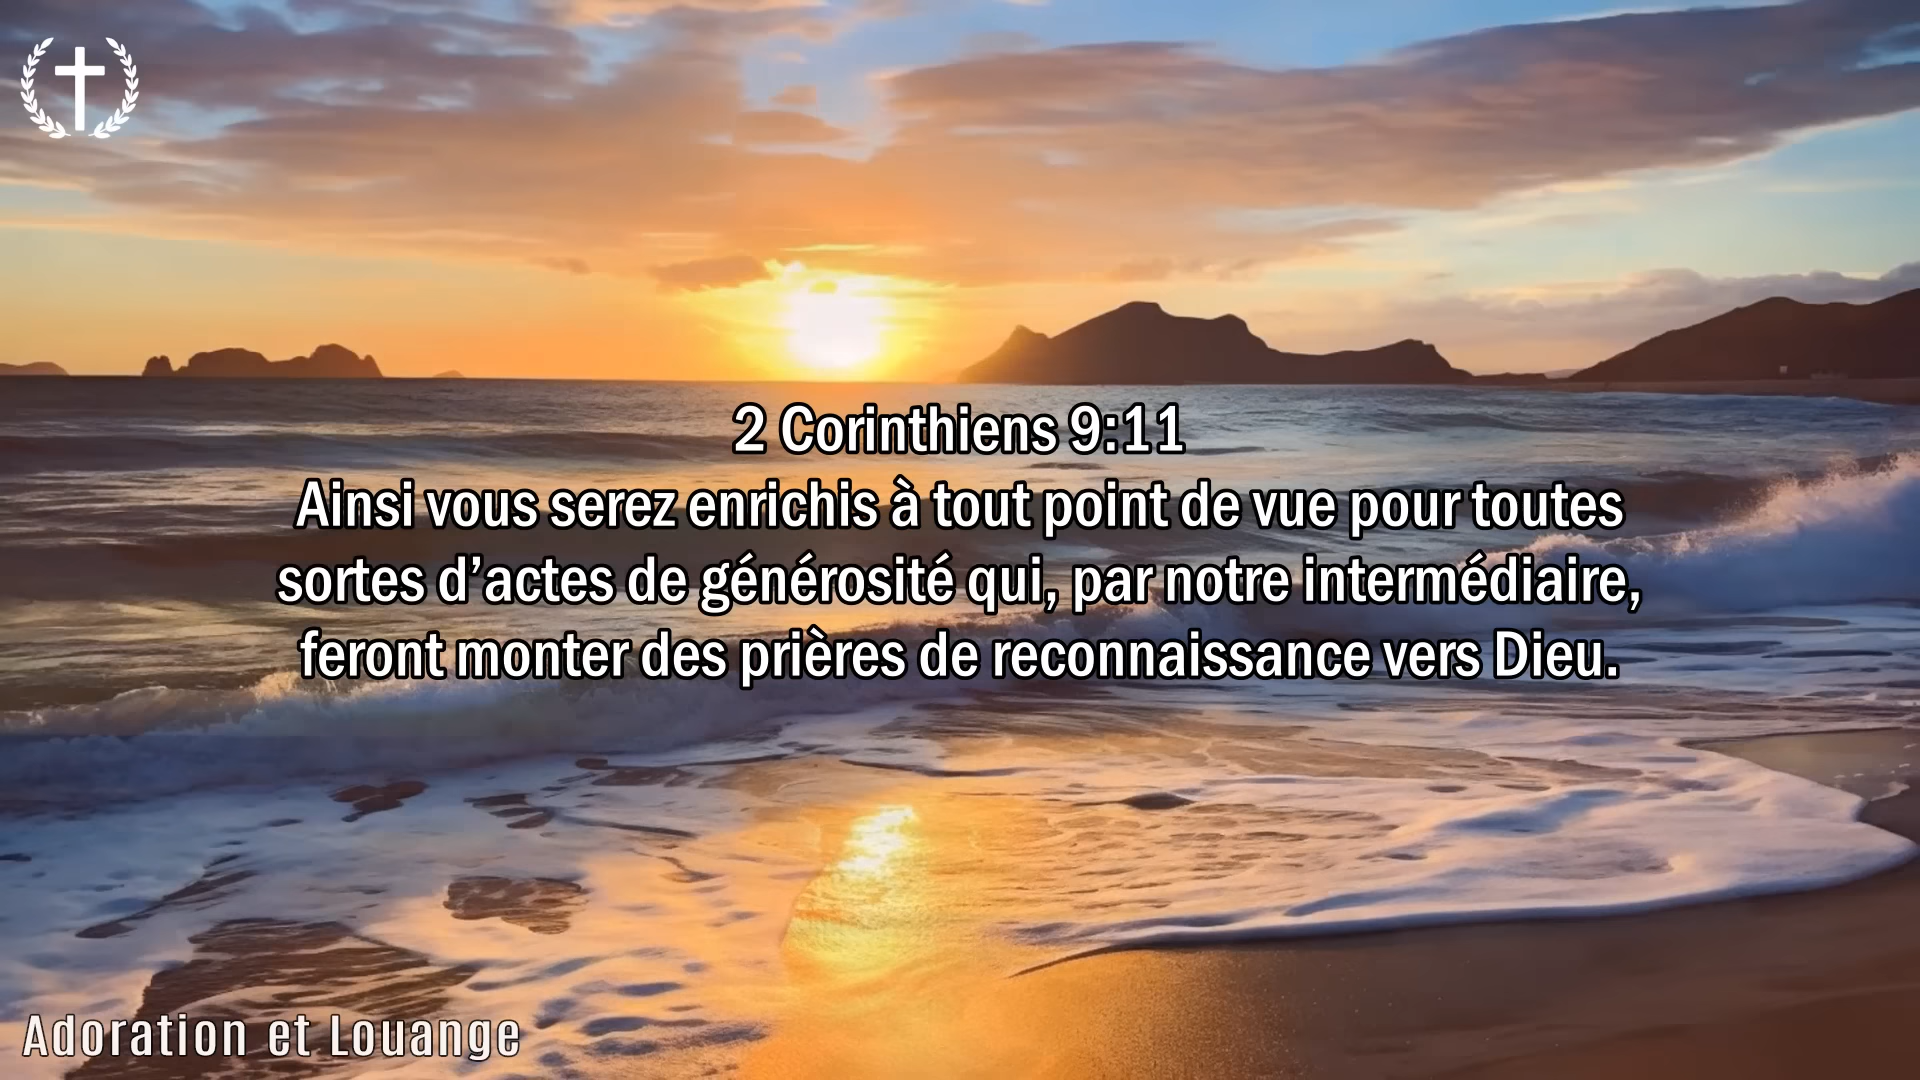 2 Corinthiens 9:11
Ainsi vous serez enrichis à tout point de vue pour toutes
sortes d’actes de générosité qui, par notre intermédiaire,
feront monter des prières de reconnaissance vers Dieu.
Adoration et Louange